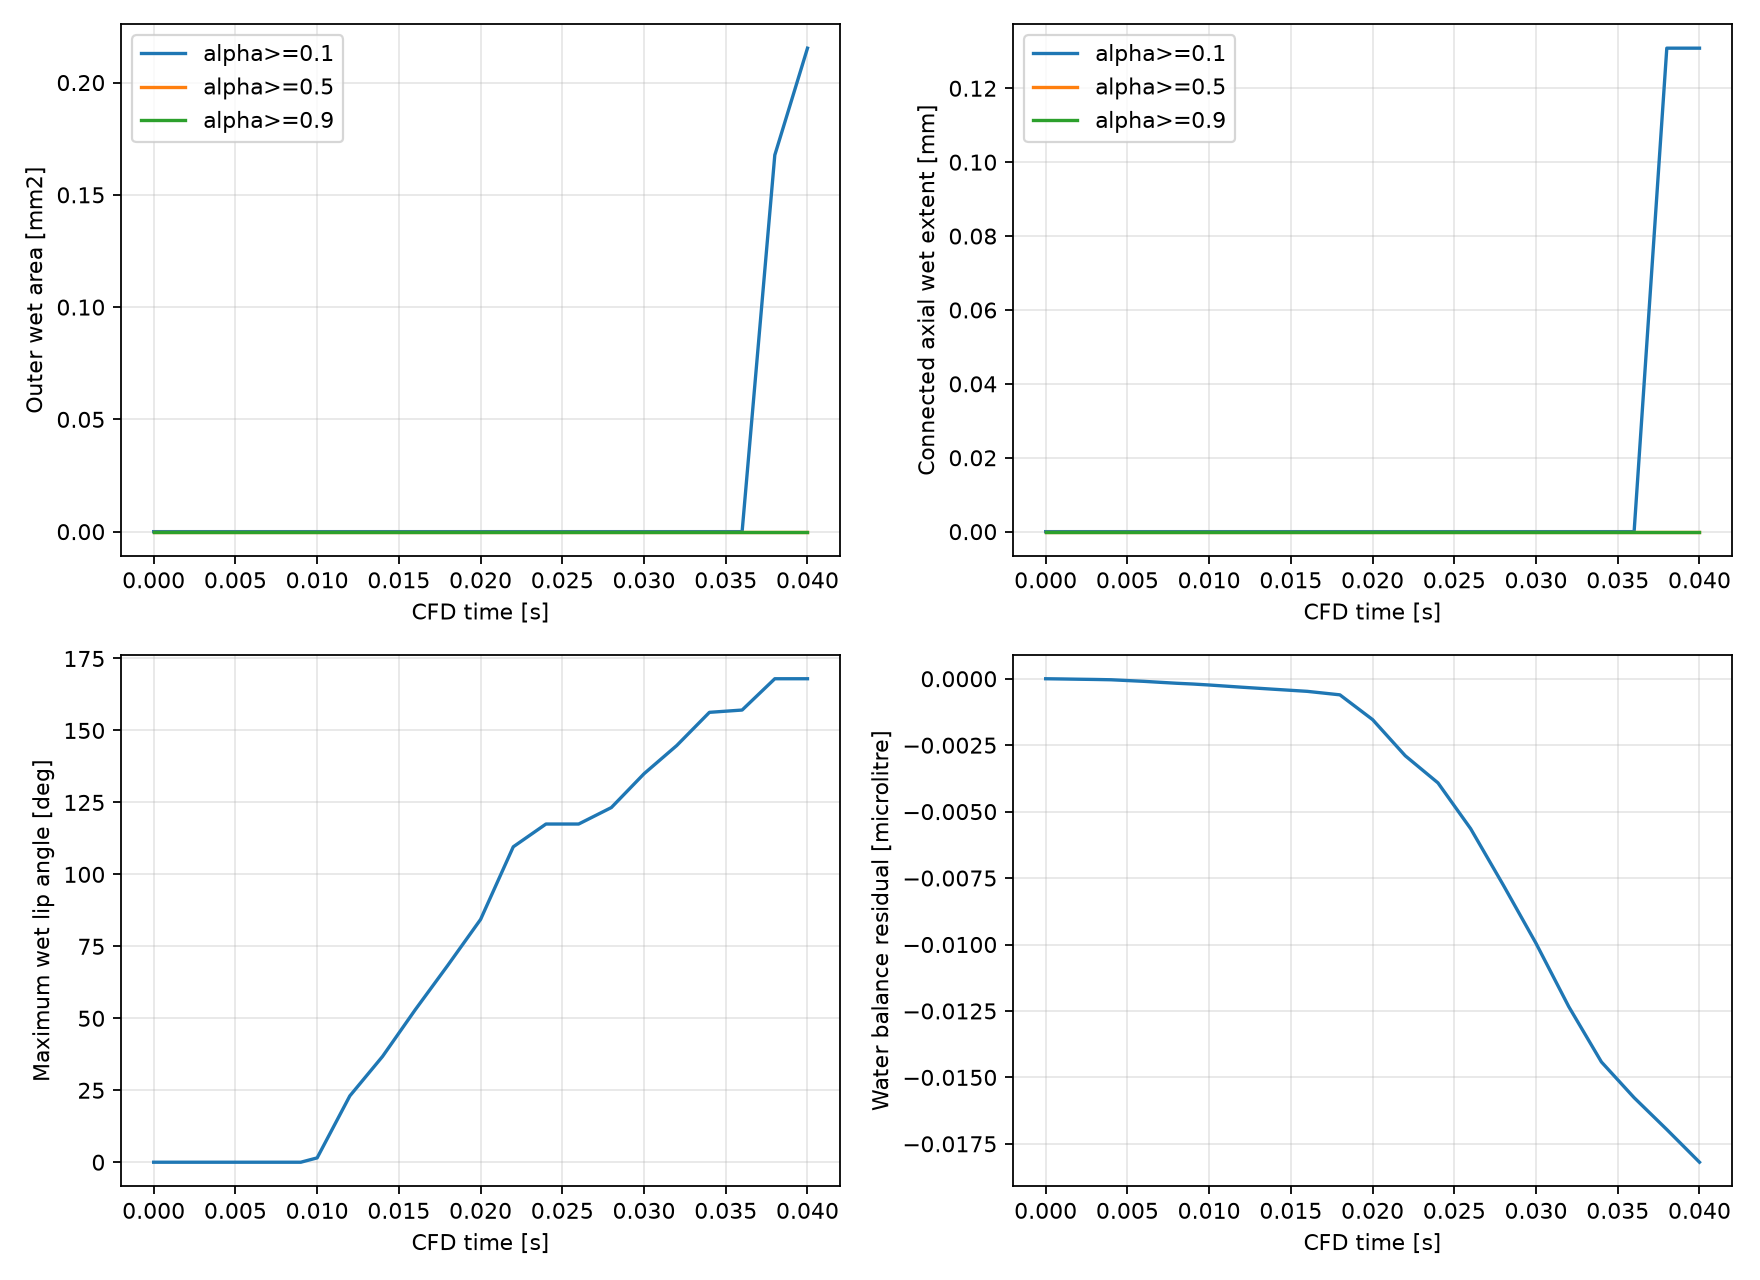 alpha>=0.1
alpha>=0.5
alpha>=0.9
Outer wet area [mm2]
0.20
0.15
0.10
0.05
0.00
0.000 0.005 0.010 0.015 0.020 0.025 0.030 0.035 0.040
CFD time [s]
alpha>=0.1
alpha>=0.5
alpha>=0.9
Connected axial wet extent [mm]
0.12
0.10
0.08
0.06
0.04
0.02
0.00
0.000 0.005 0.010 0.015 0.020 0.025 0.030 0.035 0.040
CFD time [s]
Maximum wet lip angle [deg]
175
150
125
100
75
50
25
0
0.000 0.005 0.010 0.015 0.020 0.025 0.030 0.035 0.040
CFD time [s]
Water balance residual [microlitre]
0.0000
−0.0025
−0.0050
−0.0075
−0.0100
−0.0125
−0.0150
−0.0175
0.000 0.005 0.010 0.015 0.020 0.025 0.030 0.035 0.040
CFD time [s]